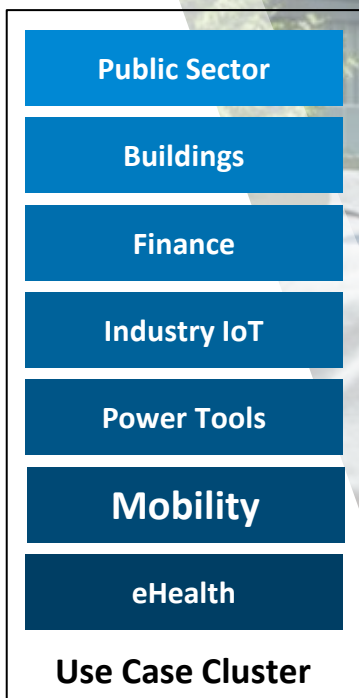 Public Sector
Buildings
Finance
Industry IoT
Power Tools
Mobility
eHealth
Use Case Cluster